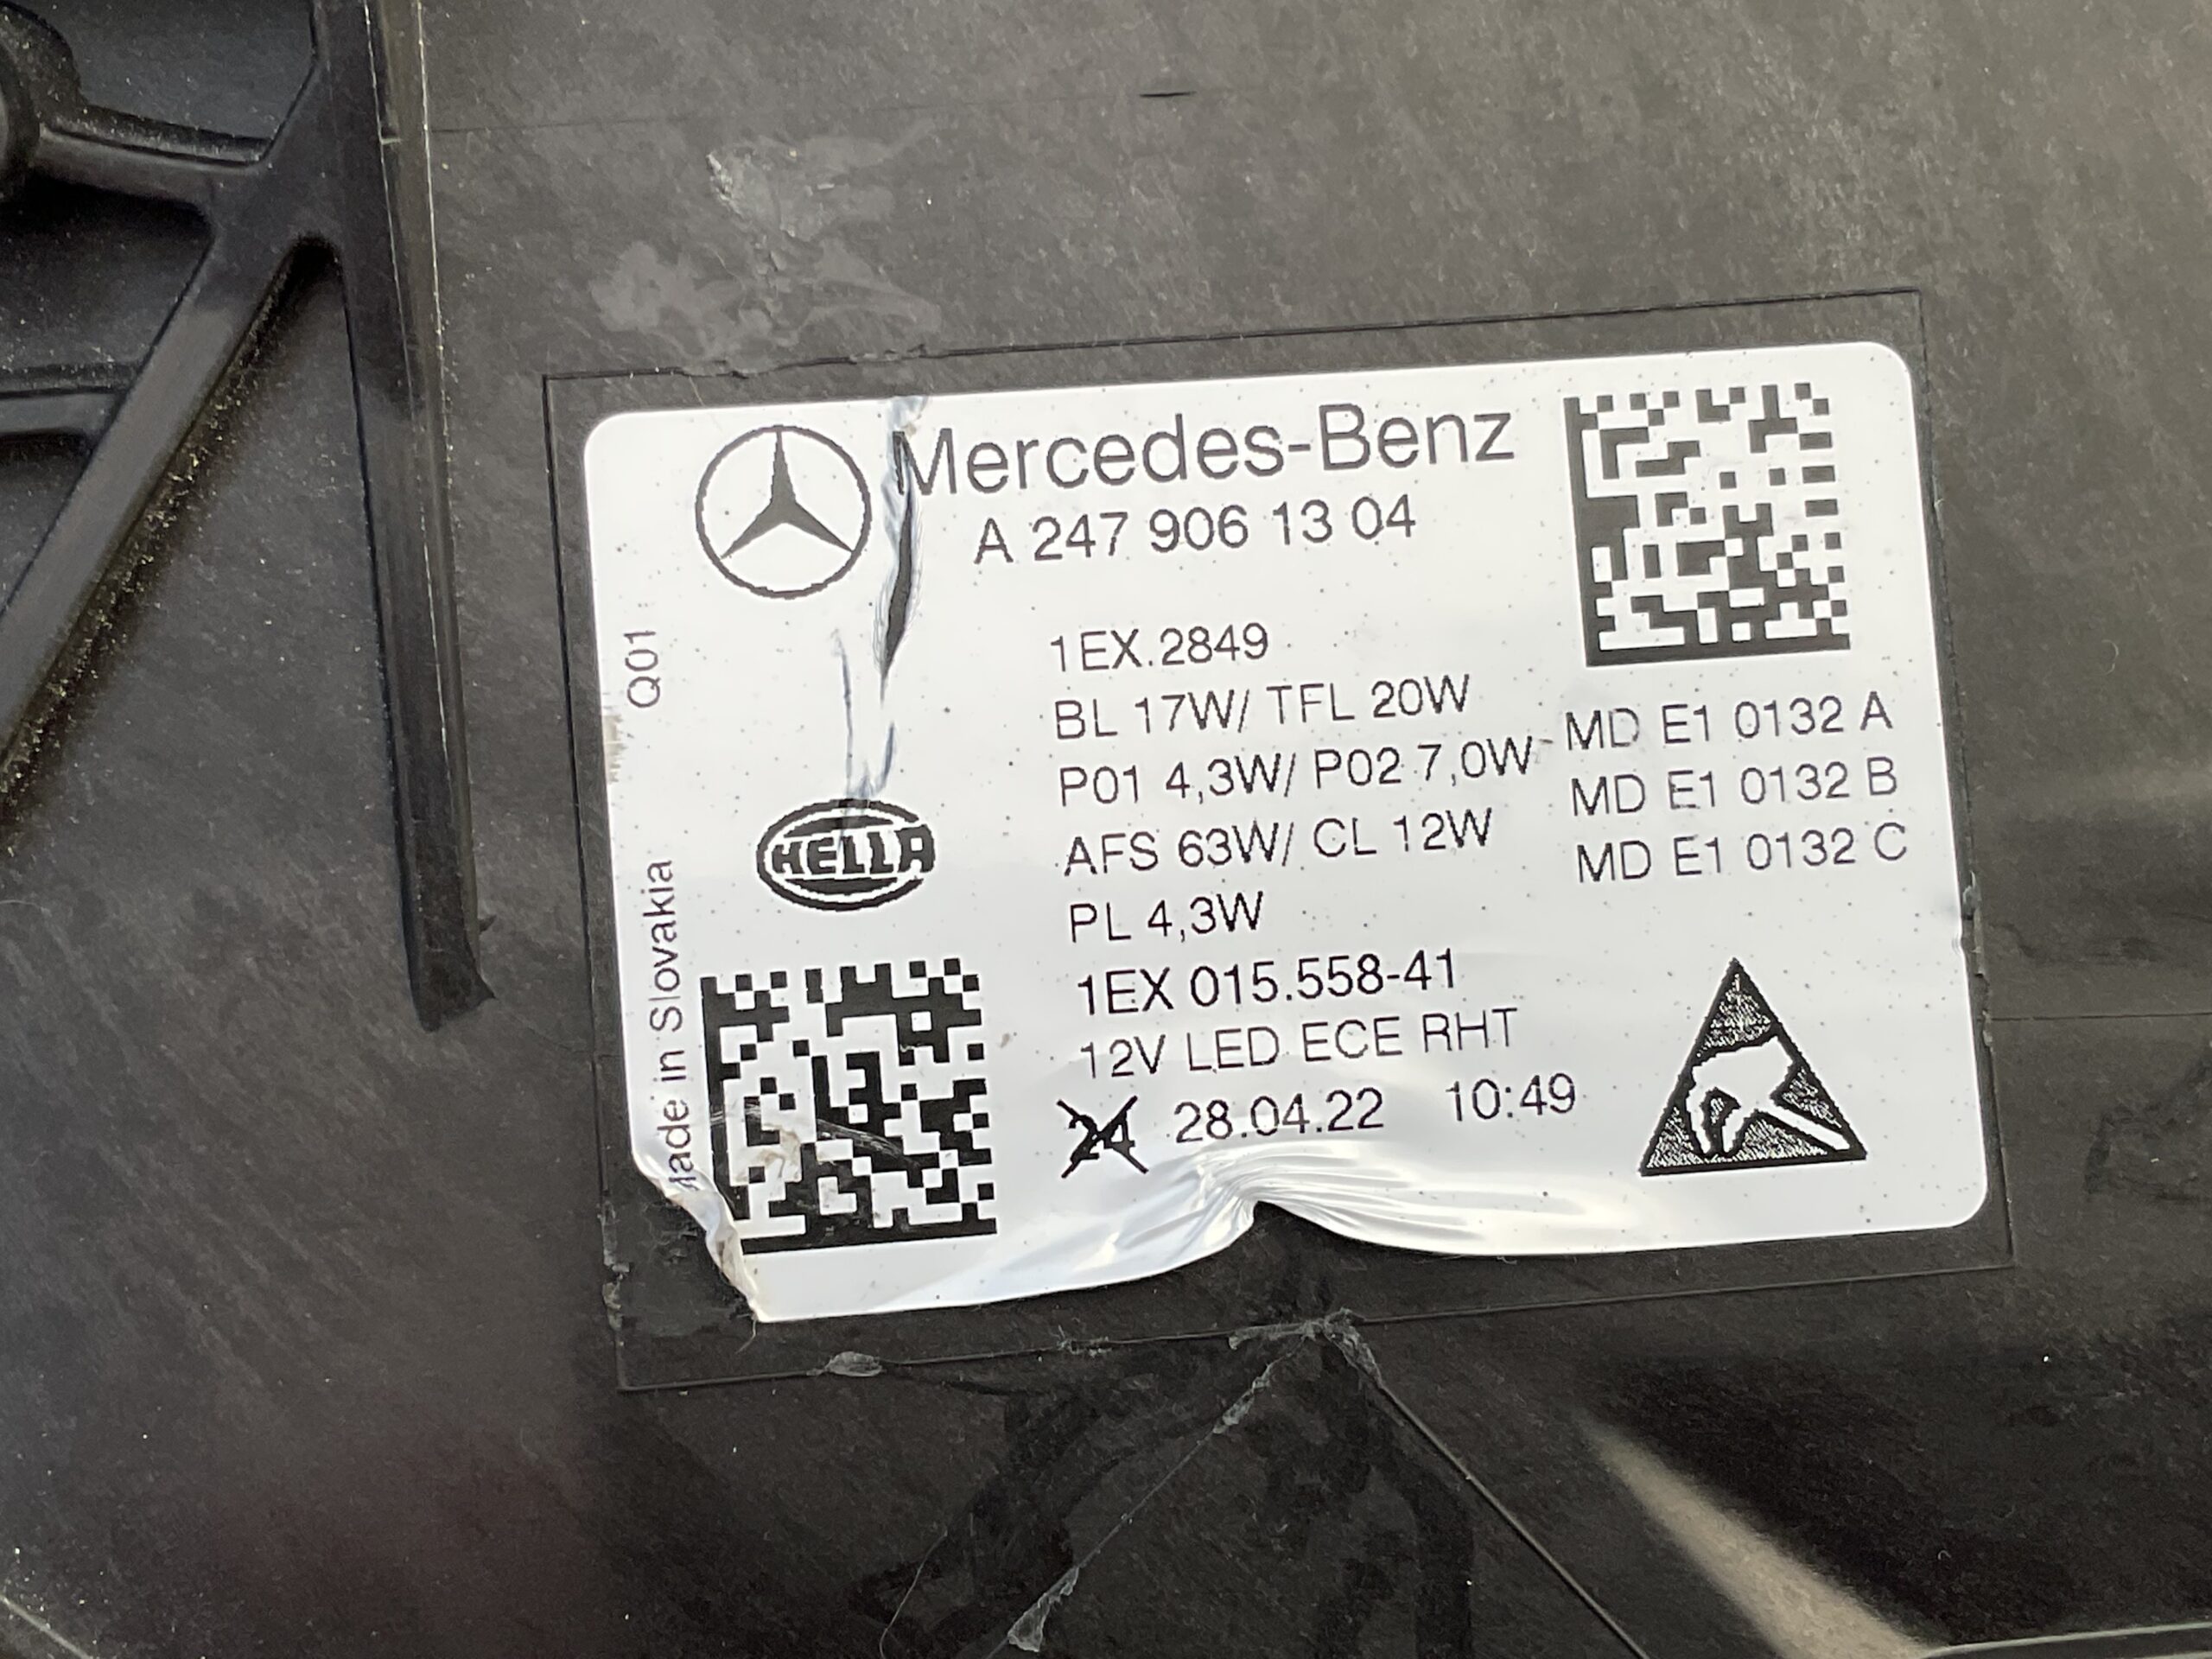 Mercedes-Benz
A 247 906 13 04
1EX.2849
BL 17W/ TFL 20W
P01 4,3W/ P02 7,0W
AFS 63W/ CL 12W
PL 4,3W
1EX 015.558-41
12V LED ECE RHT
24 28.04.22 10:49
MD E1 0132 A
MD E1 0132 B
MD E1 0132 C
HELLA
Q01
Made in Slovakia